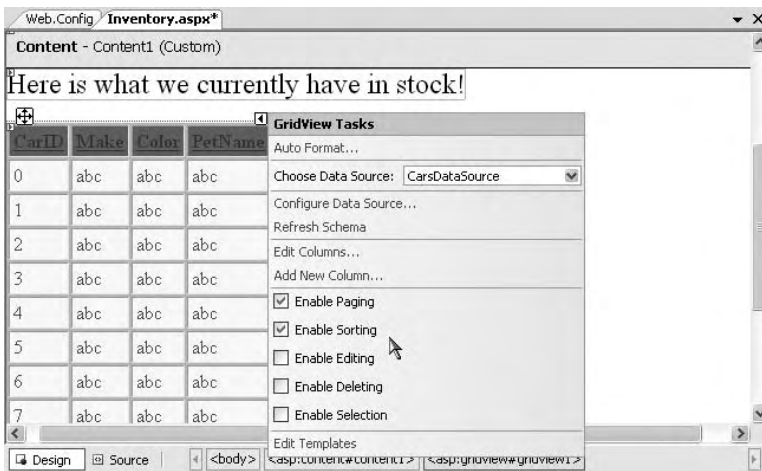 Web.Config Inventory.aspx*
Content - Content1 (Custom)
Here is what we currently have in stock!
CarID Make Color PetName
0 abc abc abc
1 abc abc abc
2 abc abc abc
3 abc abc abc
4 abc abc abc
5 abc abc abc
6 abc abc abc
7 abc abc abc
GridView Tasks
Auto Format...
Choose Data Source: CarsDataSource
Configure Data Source...
Refresh Schema
Edit Columns...
Add New Column...
Enable Paging
Enable Sorting
Enable Editing
Enable Deleting
Enable Selection
Edit Templates
Design Source <body> <asp:content#content1> <asp:gridview#gridview1>